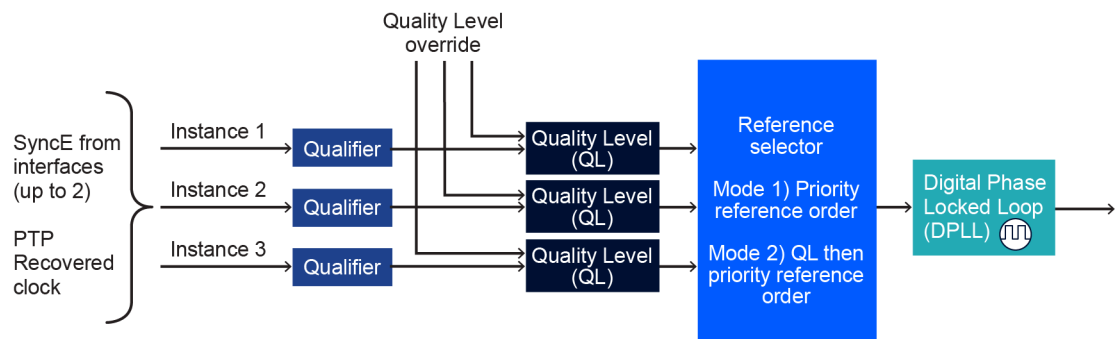 Quality Level
override
SyncE from
interfaces
(up to 2)
PTP
Recovered
clock
Instance 1
Qualifier
Quality Level
(QL)
Instance 2
Qualifier
Quality Level
(QL)
Instance 3
Qualifier
Quality Level
(QL)
Reference
selector
Mode 1) Priority
reference order
Mode 2) QL then
priority reference
order
Digital Phase
Locked Loop
(DPLL)